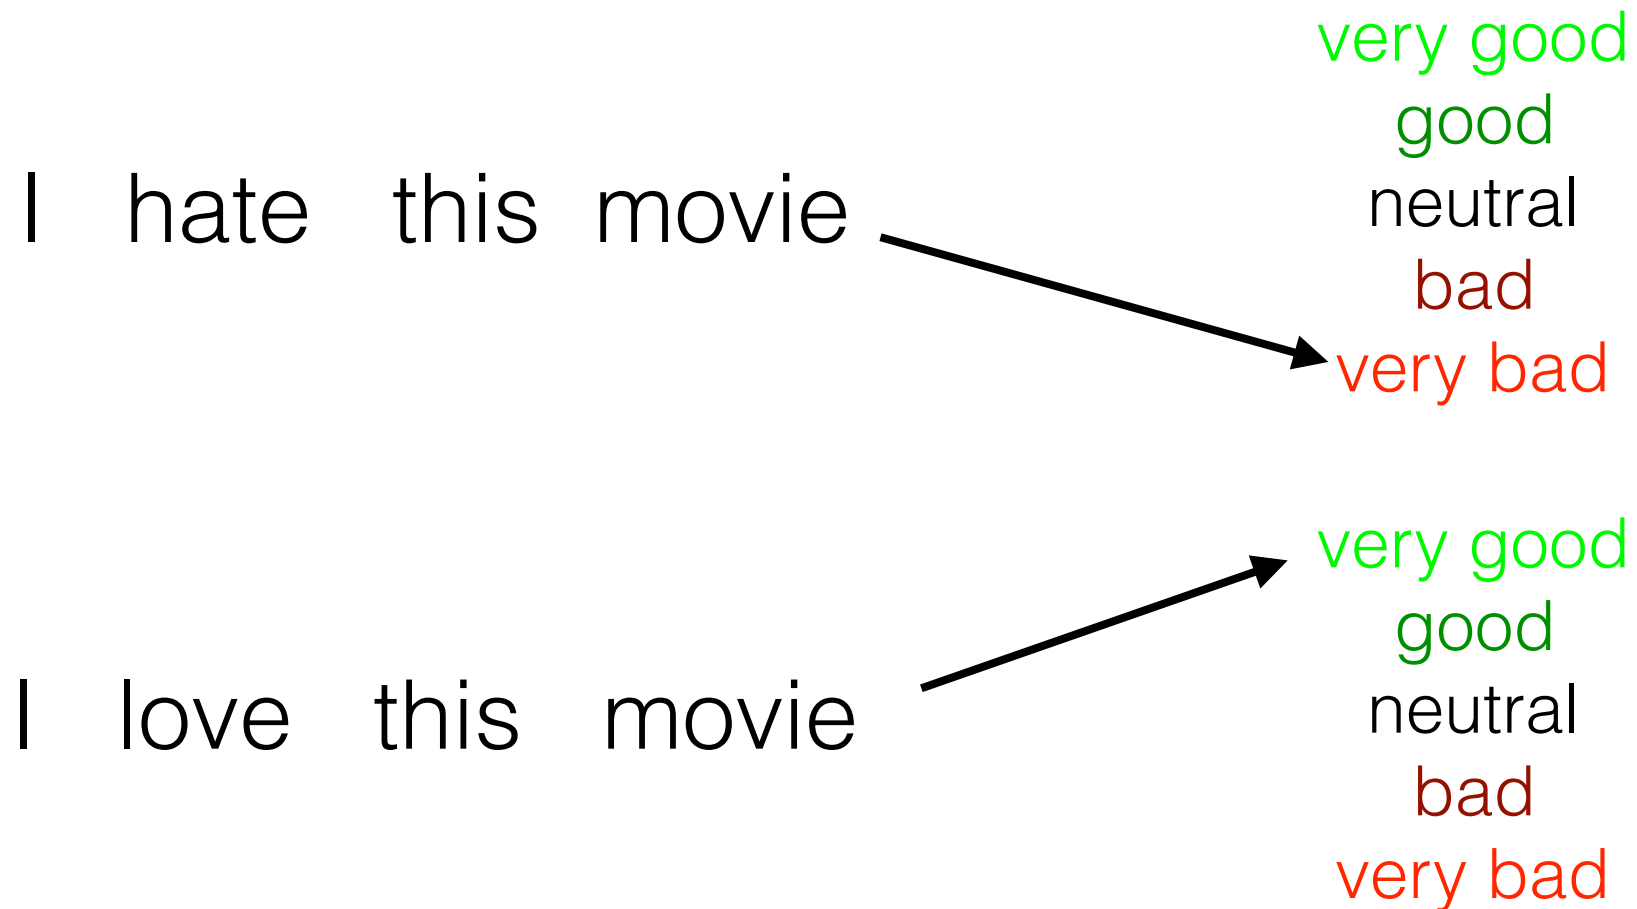 I hate this movie
very good
good
neutral
bad
very bad
I love this movie
very good
good
neutral
bad
very bad